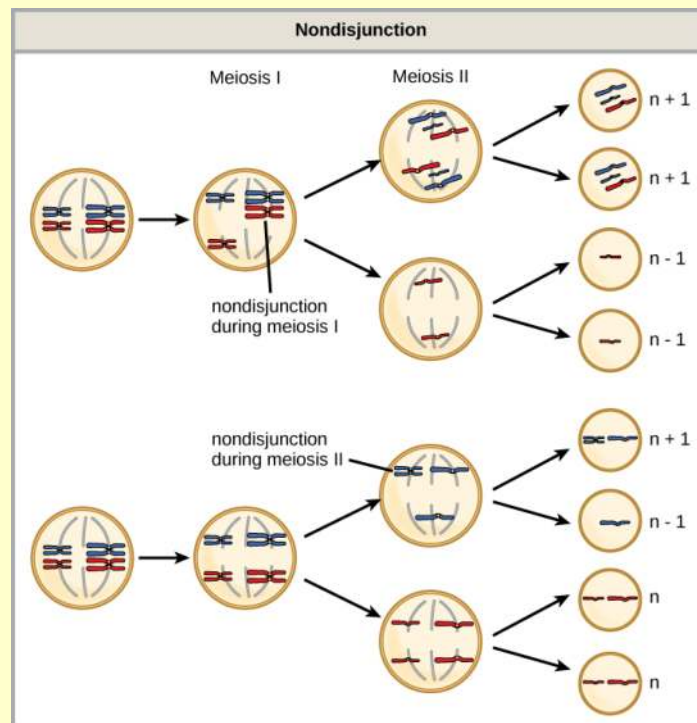 Nondisjunction
Meiosis I
Meiosis II
n + 1
n + 1
nondisjunction
during meiosis I
n - 1
n - 1
nondisjunction
during meiosis II
n + 1
n - 1
n
n